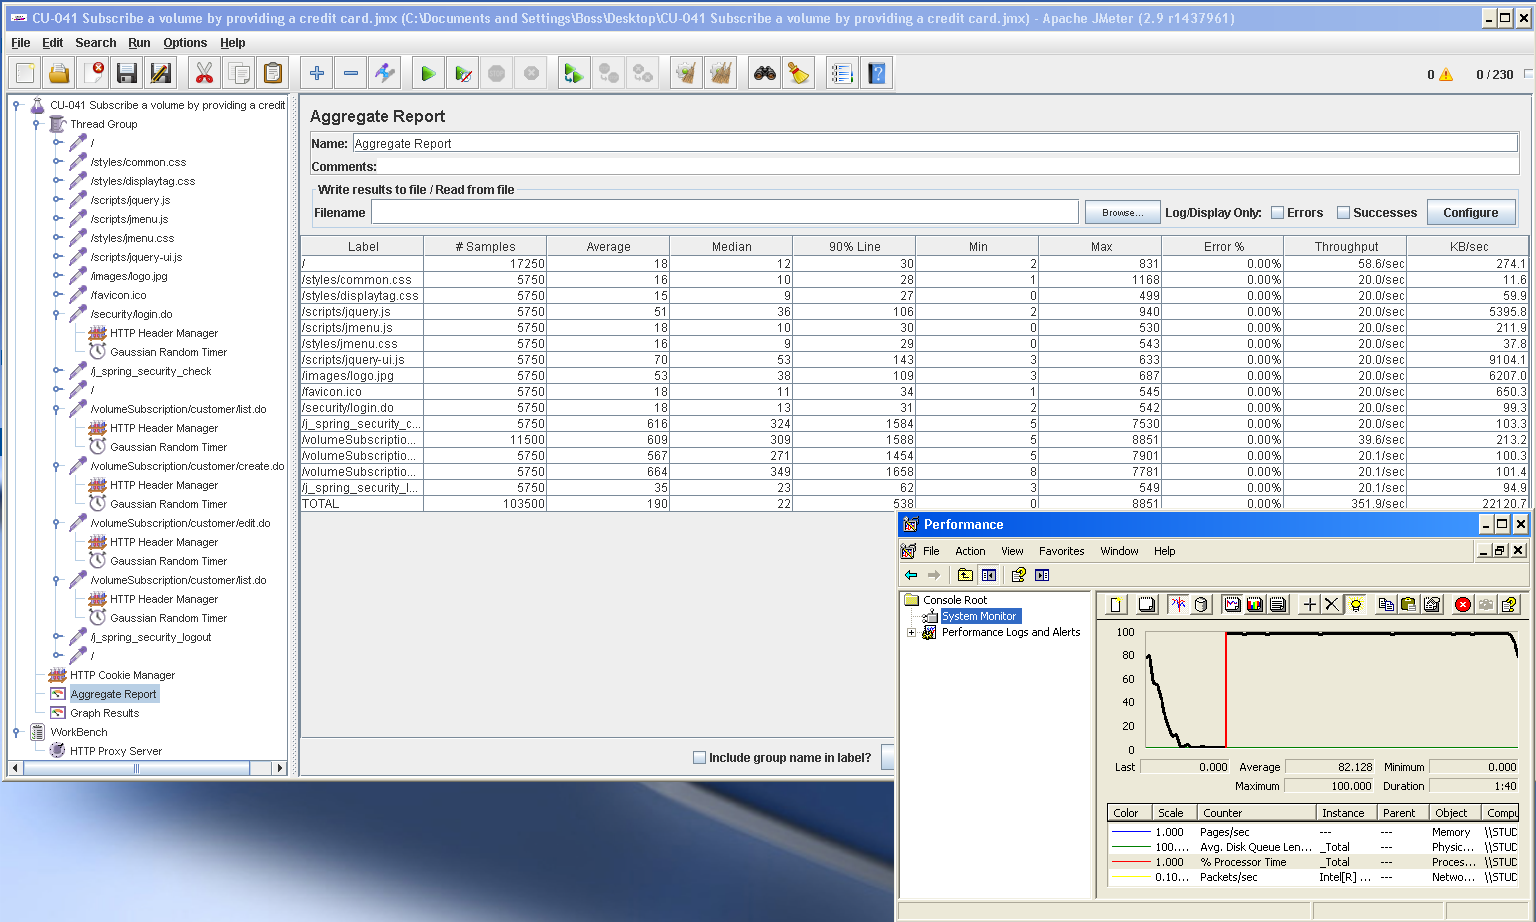 CU-041 Subscribe a volume by providing a credit card.jmx (C:\Documents and Settings\Boss\Desktop\CU-041 Subscribe a volume by providing a credit card.jmx) - Apache JMeter (2.9 r1437961)
File Edit Search Run Options Help
0 0 / 230
CU-041 Subscribe a volume by providing a credit
Thread Group
/
/styles/common.css
/styles/displaytag.css
/scripts/jquery.js
/scripts/jmenu.js
/styles/jmenu.css
/scripts/jquery-ui.js
/images/logo.jpg
/favicon.ico
/security/login.do
HTTP Header Manager
Gaussian Random Timer
/j_spring_security_check
/
/volumeSubscription/customer/list.do
HTTP Header Manager
Gaussian Random Timer
/volumeSubscription/customer/create.do
HTTP Header Manager
Gaussian Random Timer
/volumeSubscription/customer/edit.do
HTTP Header Manager
Gaussian Random Timer
/volumeSubscription/customer/list.do
HTTP Header Manager
Gaussian Random Timer
/j_spring_security_logout
/
HTTP Cookie Manager
Aggregate Report
Graph Results
WorkBench
HTTP Proxy Server
Aggregate Report
Name: Aggregate Report
Comments:
Write results to file / Read from file
Filename Browse... Log/Display Only: Errors Successes Configure
Label # Samples Average Median 90% Line Min Max Error % Throughput KB/sec
/ 17250 18 12 30 2 831 0.00% 58.6/sec 274.1
/styles/common.css 5750 16 10 28 1 1168 0.00% 20.0/sec 11.6
/styles/displaytag.css 5750 15 9 27 0 499 0.00% 20.0/sec 59.9
/scripts/jquery.js 5750 51 36 106 2 940 0.00% 20.0/sec 5395.8
/scripts/jmenu.js 5750 18 10 30 0 530 0.00% 20.0/sec 211.9
/styles/jmenu.css 5750 16 9 29 0 543 0.00% 20.0/sec 37.8
/scripts/jquery-ui.js 5750 70 53 143 3 633 0.00% 20.0/sec 9104.1
/images/logo.jpg 5750 53 38 109 3 687 0.00% 20.0/sec 6207.0
/favicon.ico 5750 18 11 34 1 545 0.00% 20.0/sec 650.3
/security/login.do 5750 18 13 31 2 542 0.00% 20.0/sec 99.3
/j_spring_security_c... 5750 616 324 1584 5 7530 0.00% 20.0/sec 103.3
/volumeSubscriptio... 11500 609 309 1588 5 8851 0.00% 39.6/sec 213.2
/volumeSubscriptio... 5750 567 271 1454 5 7901 0.00% 20.1/sec 100.3
/volumeSubscriptio... 5750 664 349 1658 8 7781 0.00% 20.1/sec 101.4
/j_spring_security_l... 5750 35 23 62 3 549 0.00% 20.1/sec 94.9
TOTAL 103500 190 22 538 0 8851 0.00% 351.9/sec 22120.7
Include group name in label?
Performance
File Action View Favorites Window Help
Console Root
System Monitor
Performance Logs and Alerts
100
80
60
40
20
0
Last 0.000 Average 82.128 Minimum 0.000
Maximum 100.000 Duration 1:40
Color Scale Counter Instance Parent Object Compu
1.000 Pages/sec --- --- Memory \\STUD
100.... Avg. Disk Queue Len... _Total --- Physic... \\STUD
1.000 % Processor Time _Total --- Proces... \\STUD
0.10... Packets/sec Intel[R] ... --- Netwo... \\STUD